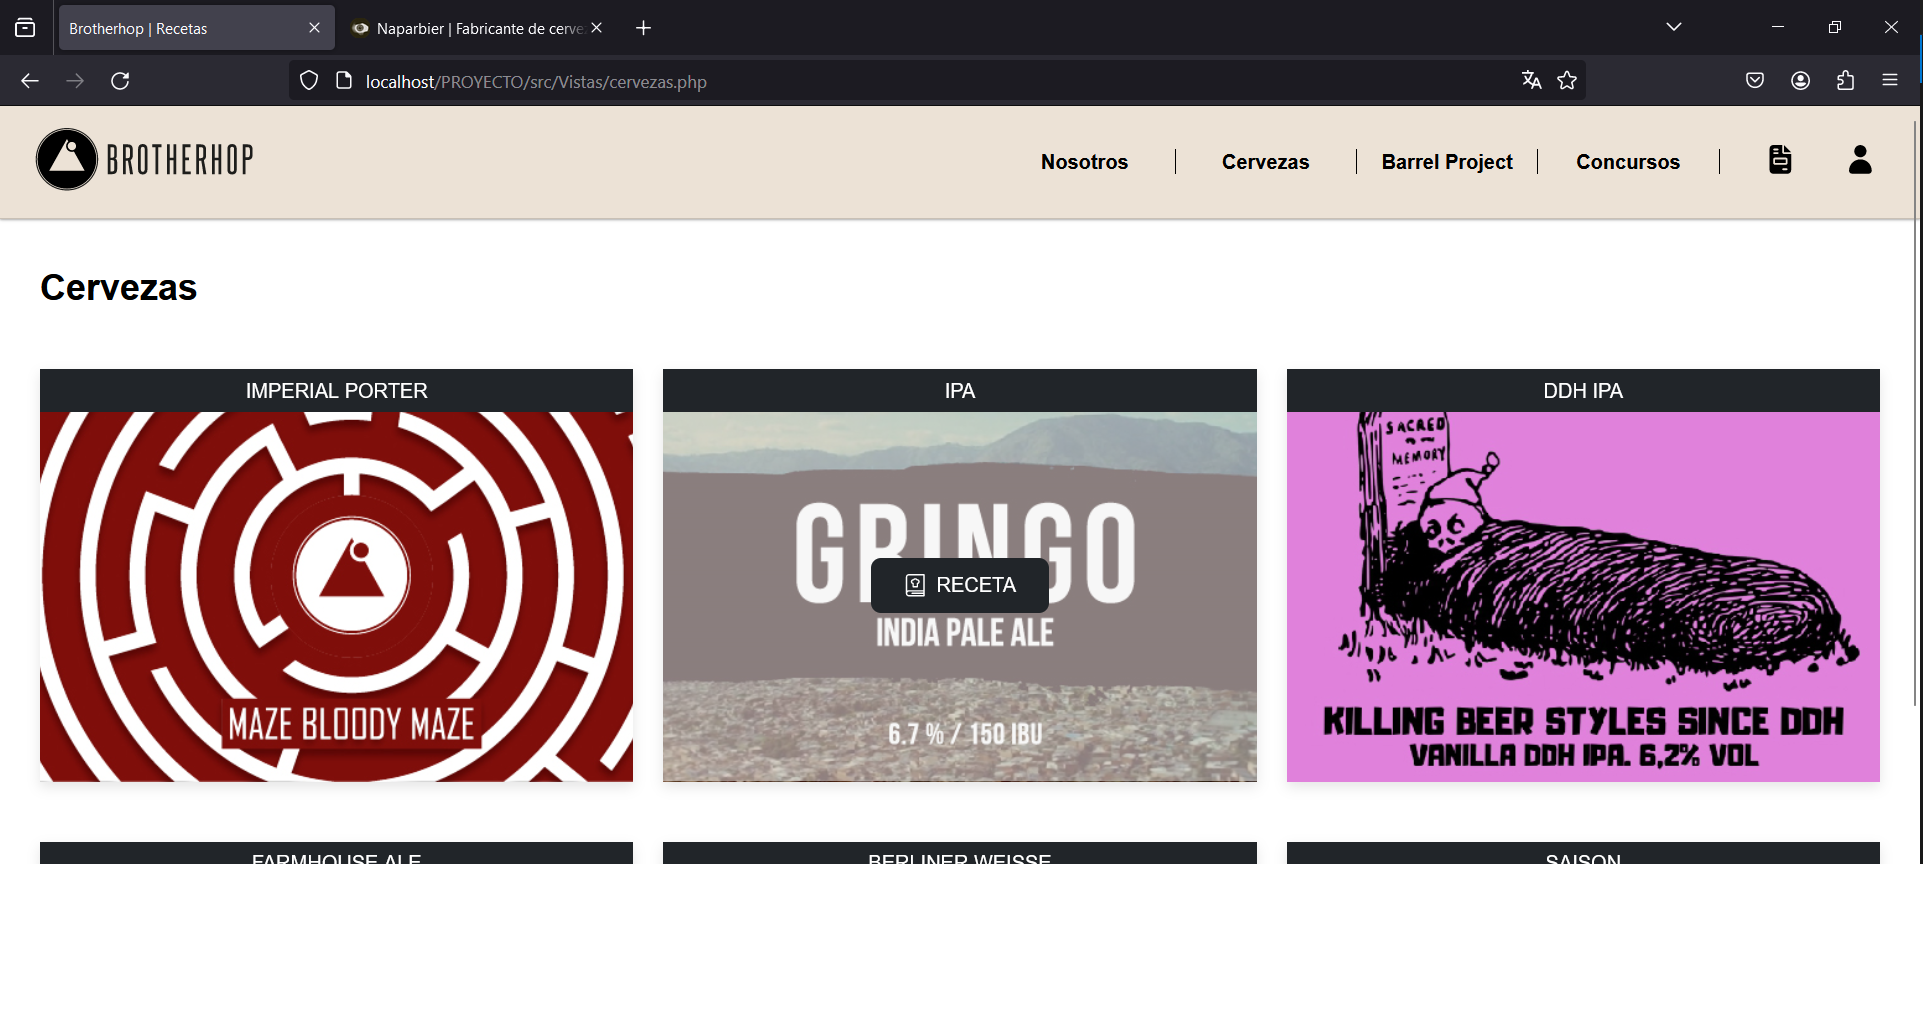 Brotherhop | Recetas
Naparbier | Fabricante de cerve
localhost/PROYECTO/src/Vistas/cervezas.php
BROTHERHOP
Nosotros
Cervezas
Barrel Project
Concursos
Cervezas
IMPERIAL PORTER
IPA
DDH IPA
MAZE BLOODY MAZE
GRINGO
RECETA
INDIA PALE ALE
6.7 % / 150 IBU
SACRED
MEMORY
KILLING BEER STYLES SINCE DDH
VANILLA DDH IPA. 6,2% VOL
FARMHOUSE ALE
BERLINER WEISSE
SAISON